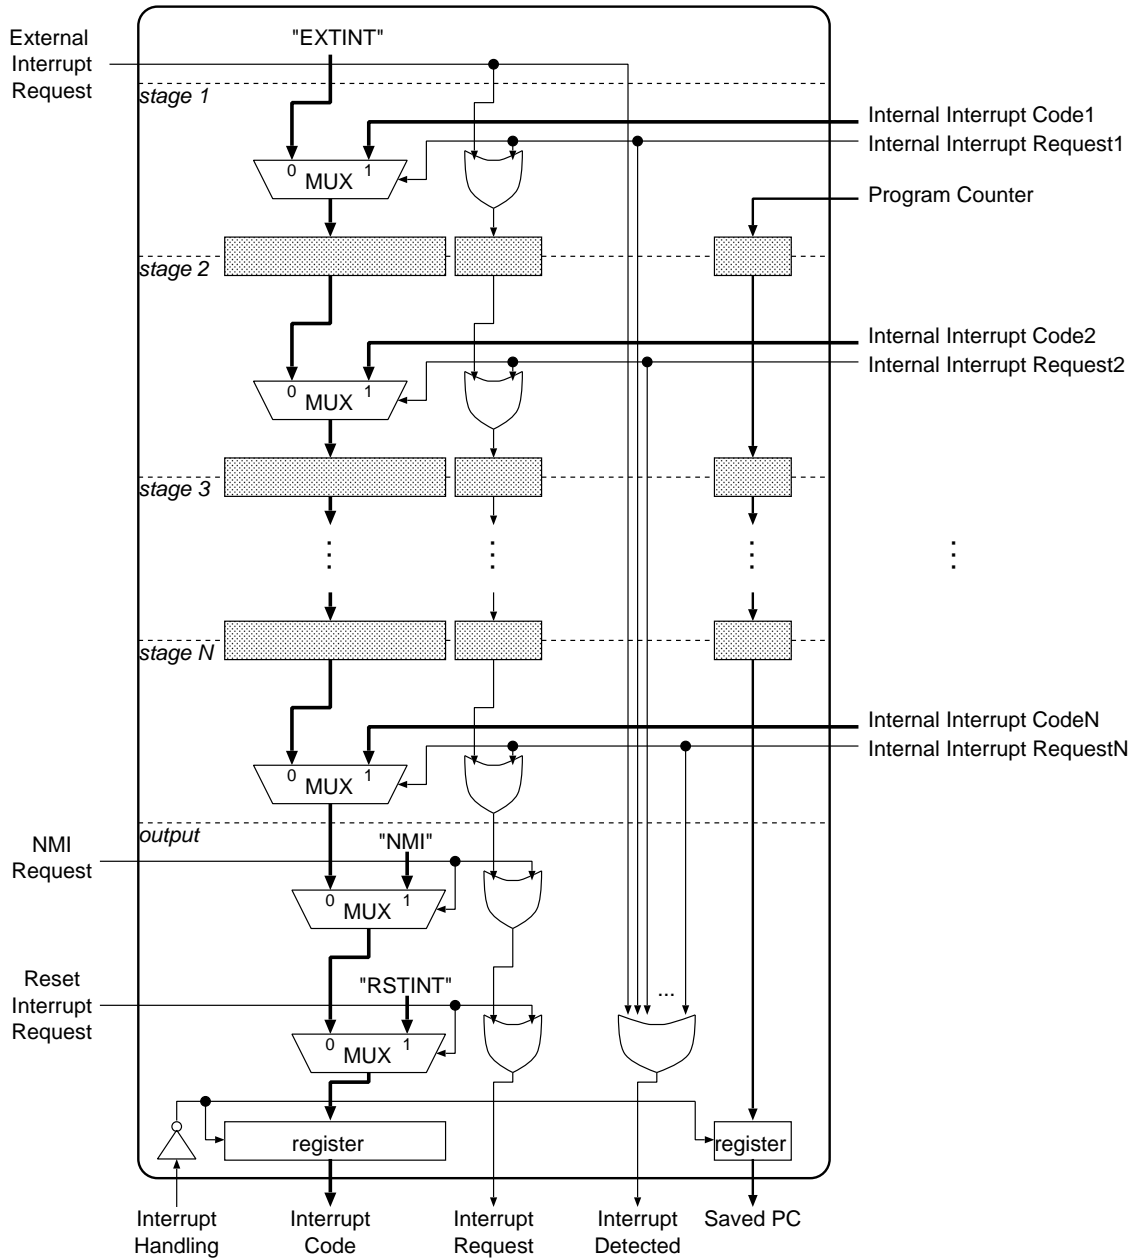 External
Interrupt
Request
"EXTINT"
stage 1
Internal Interrupt Code1
Internal Interrupt Request1
0 MUX 1
Program Counter
stage 2
Internal Interrupt Code2
Internal Interrupt Request2
0 MUX 1
stage 3
stage N
Internal Interrupt CodeN
Internal Interrupt RequestN
0 MUX 1
output
NMI
Request
"NMI"
0 MUX 1
Reset
Interrupt
Request
"RSTINT"
...
0 MUX 1
register
register
Interrupt
Handling
Interrupt
Code
Interrupt
Request
Interrupt
Detected
Saved PC